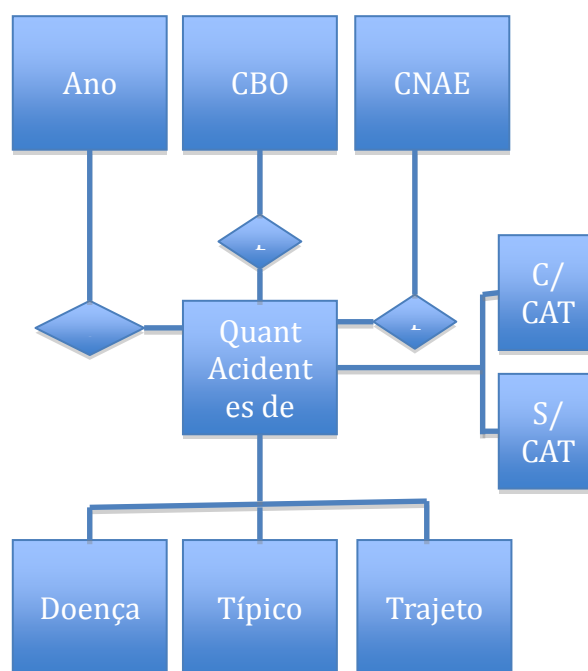 Ano
CBO
CNAE
C/
CAT
Quant
Acident
es de
S/
CAT
Doença
Típico
Trajeto